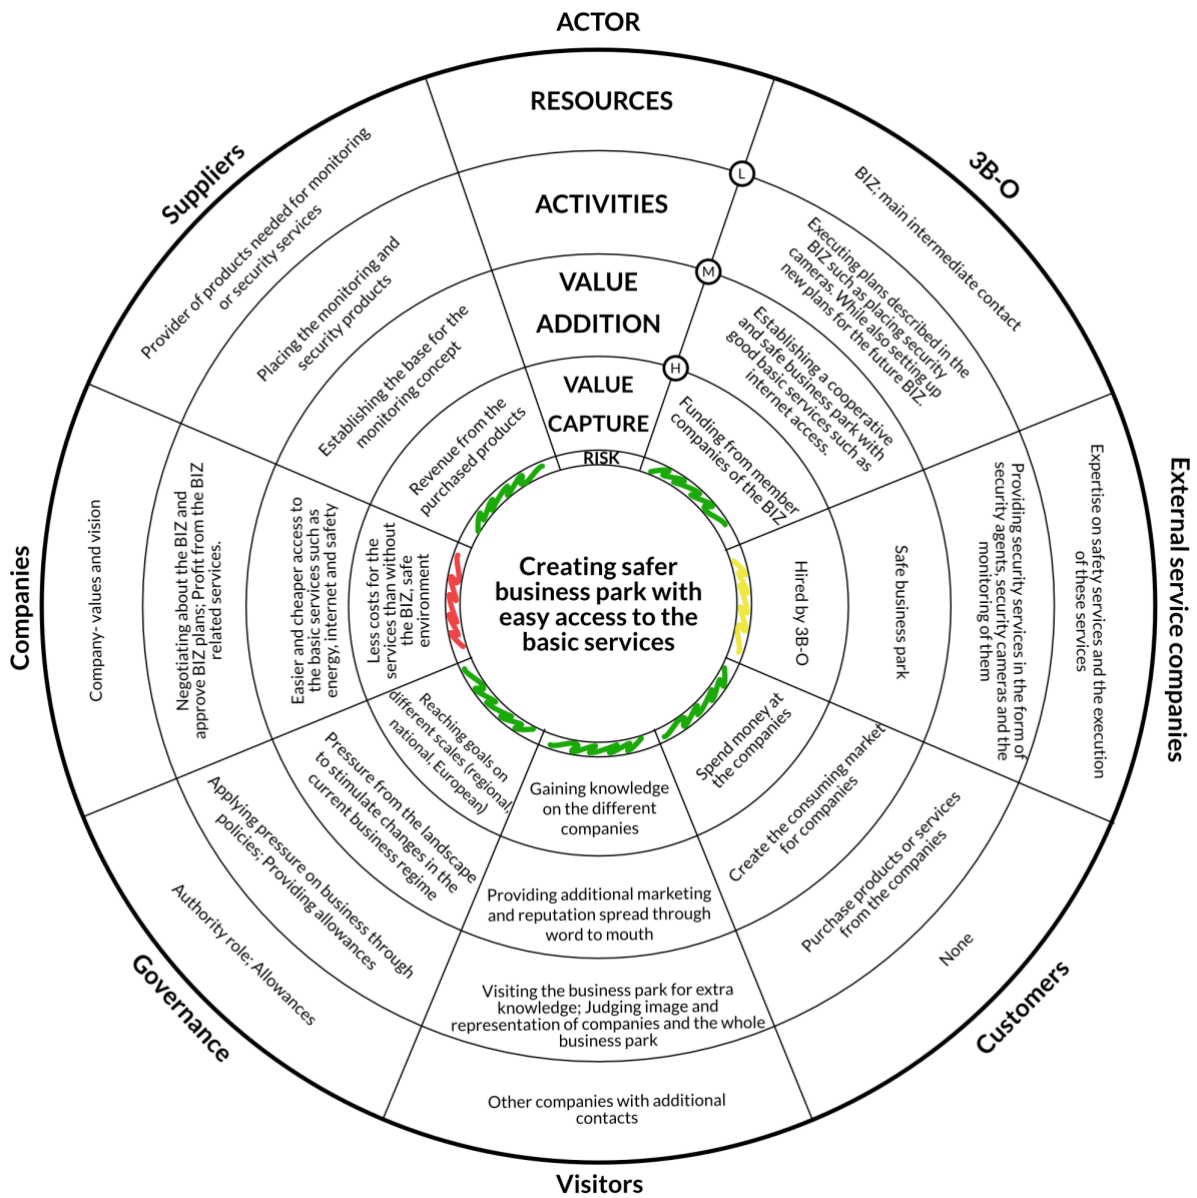 ACTOR
RESOURCES
ACTIVITIES
VALUE
ADDITION
VALUE
CAPTURE
RISK
L
M
H
Creating safer
business park with
easy access to the
basic services
3B-O
BIZ; main intermediate contact
Executing plans described in the
BIZ such as placing security
cameras. While also setting up
new plans for the future BIZ.
Establishing a cooperative
and safe business park with
good basic services such as
internet access.
Funding from member
companies of the BIZ
External service companies
Expertise on safety services and the execution
of these services
Providing security services in the form of
security agents, security cameras and the
monitoring of them
Safe business park
Hired by 3B-O
Customers
None
Purchase products or services
from the companies
Create the consuming market
for companies
Spend money at
the companies
Visitors
Other companies with additional
contacts
Visiting the business park for extra
knowledge; Judging image and
representation of companies and the whole
business park
Providing additional marketing
and reputation spread through
word to mouth
Gaining knowledge
on the different
companies
Governance
Authority role; Allowances
Applying pressure on business through
policies; Providing allowances
Pressure from the landscape
to stimulate changes in the
current business regime
Reaching goals on
different scales (regional,
national, European)
Companies
Company- values and vision
Negotiating about the BIZ and
approve BIZ plans; Profit from the BIZ
related services.
Easier and cheaper access to
the basic services such as
energy, internet and safety
Less costs for the
services than without
the BIZ, safe
environment
Suppliers
Provider of products needed for monitoring
or security services
Placing the monitoring and
security products
Establishing the base for the
monitoring concept
Revenue from the
purchased products